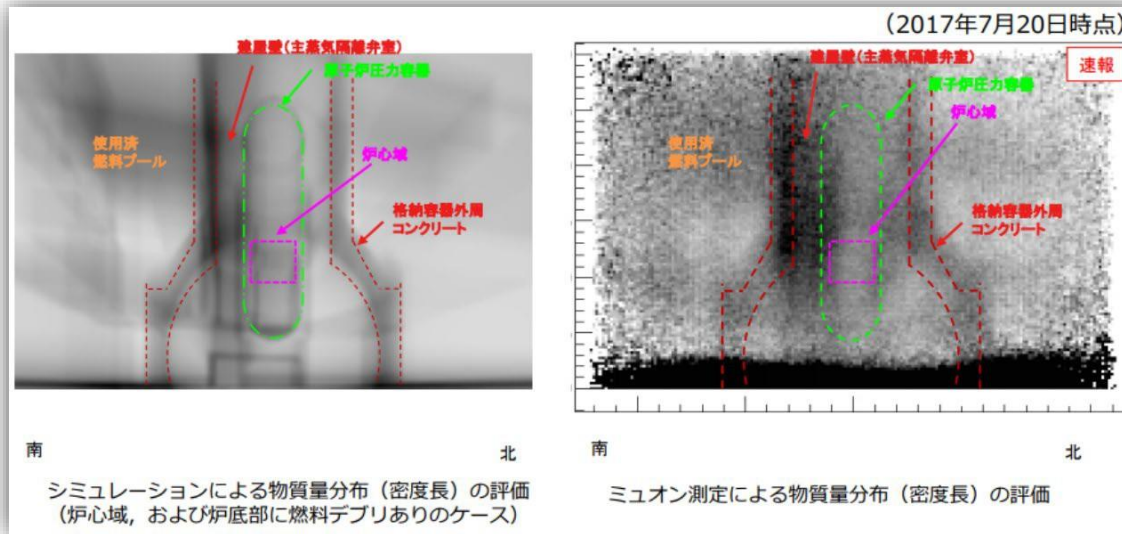 （2017年7月20日時点）
速報
建屋壁（主蒸気隔離弁室）
原子炉圧力容器
使用済
燃料プール
炉心域
格納容器外周
コンクリート
南
北
シミュレーションによる物質量分布（密度長）の評価
（炉心域，および炉底部に燃料デブリありのケース）
建屋壁（主蒸気隔離弁室）
原子炉圧力容器
炉心域
使用済
燃料プール
格納容器外周
コンクリート
南
北
ミュオン測定による物質量分布（密度長）の評価